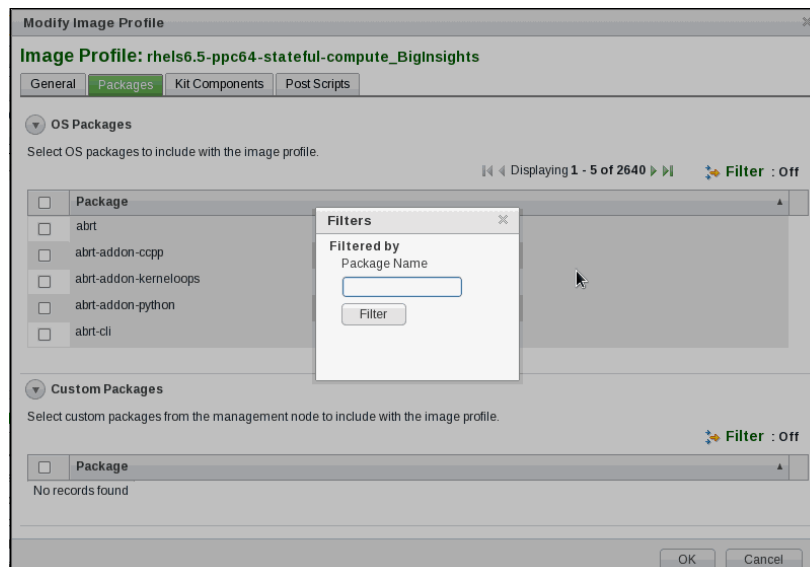 Modify Image Profile
Image Profile: rhels6.5-ppc64-stateful-compute_BigInsights
General Packages Kit Components Post Scripts
OS Packages
Select OS packages to include with the image profile.
Displaying 1 - 5 of 2640 Filter : Off
Package
abrt
abrt-addon-ccpp
abrt-addon-kerneloops
abrt-addon-python
abrt-cli
Filters
Filtered by
Package Name
Filter
Custom Packages
Select custom packages from the management node to include with the image profile.
Filter : Off
Package
No records found
OK Cancel